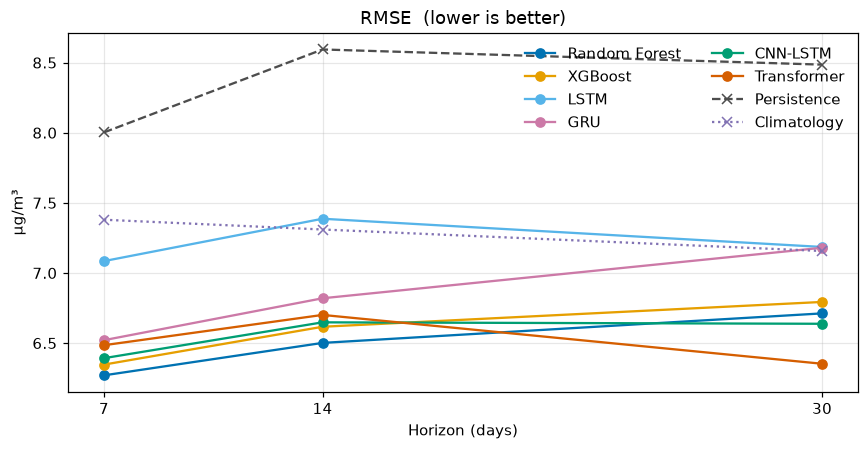 RMSE  (lower is better)
8.5
8.0
7.5
7.0
6.5
µg/m³
Random Forest
XGBoost
LSTM
GRU
CNN-LSTM
Transformer
Persistence
Climatology
7
14
30
Horizon (days)